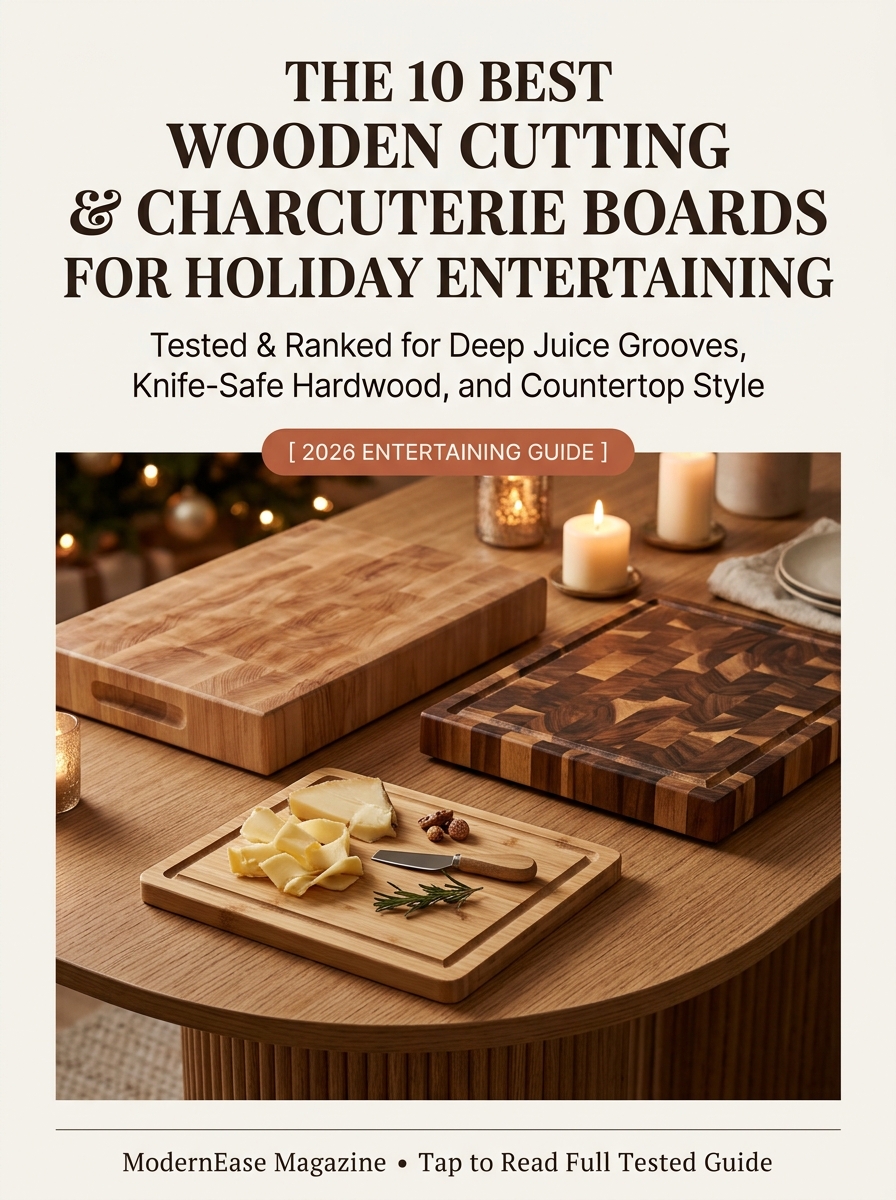 THE 10 BEST
WOODEN CUTTING
& CHARCUTERIE BOARDS
FOR HOLIDAY ENTERTAINING
Tested & Ranked for Deep Juice Grooves,
Knife-Safe Hardwood, and Countertop Style
[ 2026 ENTERTAINING GUIDE ]
ModernEase Magazine • Tap to Read Full Tested Guide